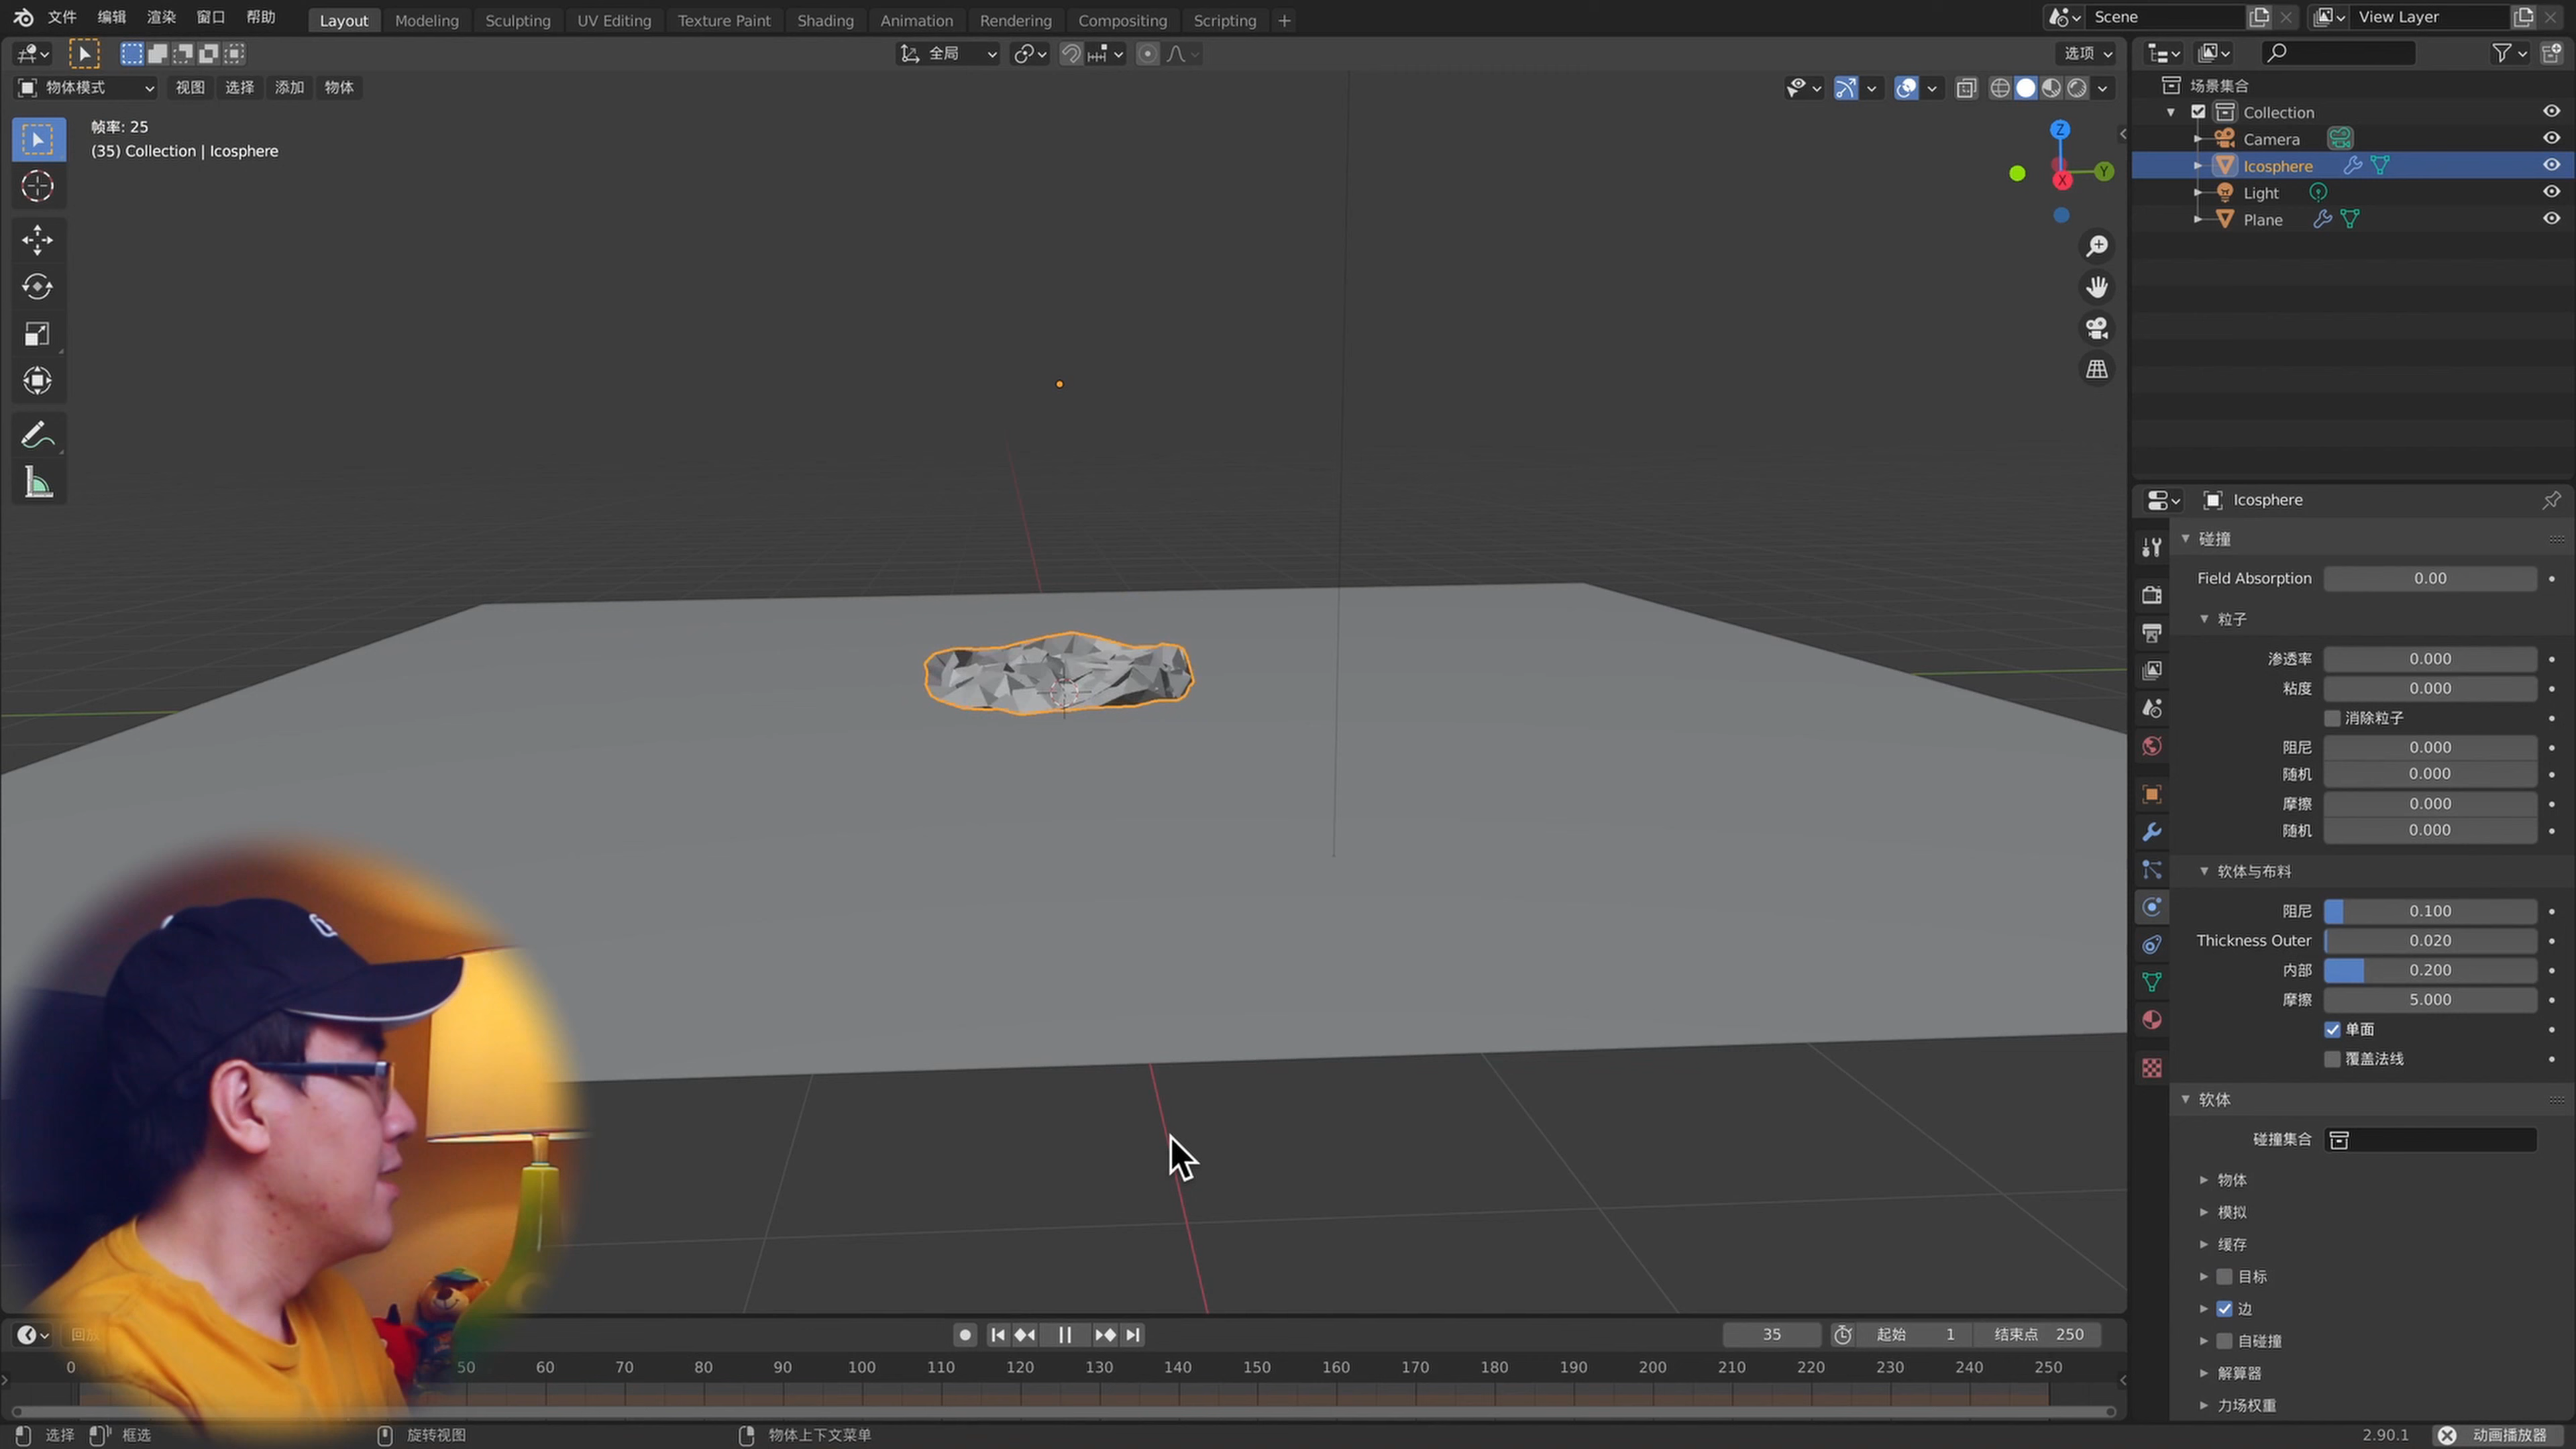 文件 编辑 渲染 窗口 帮助 Layout Modeling Sculpting UV Editing Texture Paint Shading Animation Rendering Compositing Scripting + Scene View Layer
全局 选项
物体模式 视图 选择 添加 物体
帧率: 25
(35) Collection | Icosphere
Z
Y
X
场景集合
Collection
Camera
Icosphere
Light
Plane
Icosphere
碰撞
Field Absorption 0.00
粒子
渗透率 0.000
粘度 0.000
消除粒子
阻尼 0.000
随机 0.000
摩擦 0.000
随机 0.000
软体与布料
阻尼 0.100
Thickness Outer 0.020
内部 0.200
摩擦 5.000
单面
覆盖法线
软体
碰撞集合
物体
模拟
缓存
目标
边
自碰撞
解算器
力场权重
回放 35 起始 1 结束点 250
0 50 60 70 80 90 100 110 120 130 140 150 160 170 180 190 200 210 220 230 240 250
选择 框选 旋转视图 物体上下文菜单 2.90.1 动画播放器